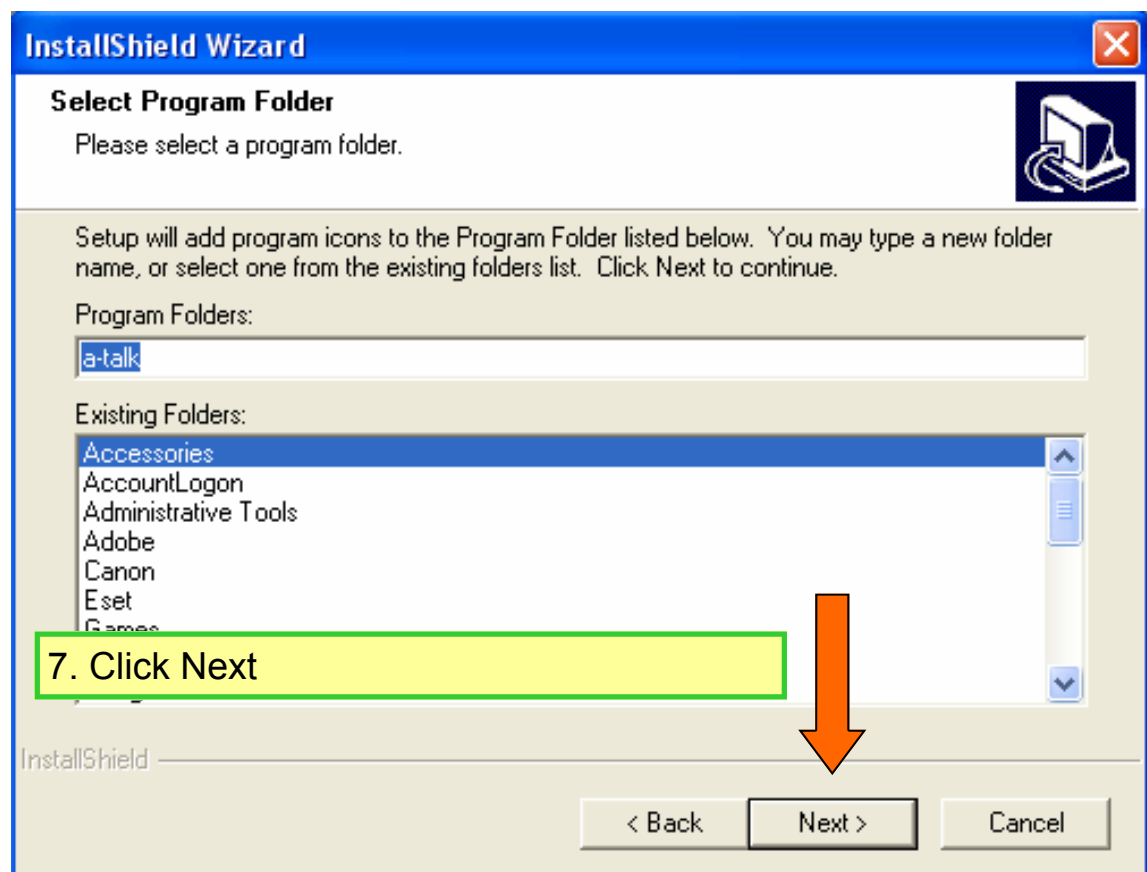 InstallShield Wizard
Select Program Folder
Please select a program folder.
Setup will add program icons to the Program Folder listed below. You may type a new folder
name, or select one from the existing folders list. Click Next to continue.
Program Folders:
a-talk
Existing Folders:
Accessories
AccountLogon
Administrative Tools
Adobe
Canon
Eset
Games
7. Click Next
InstallShield
< Back
Next >
Cancel